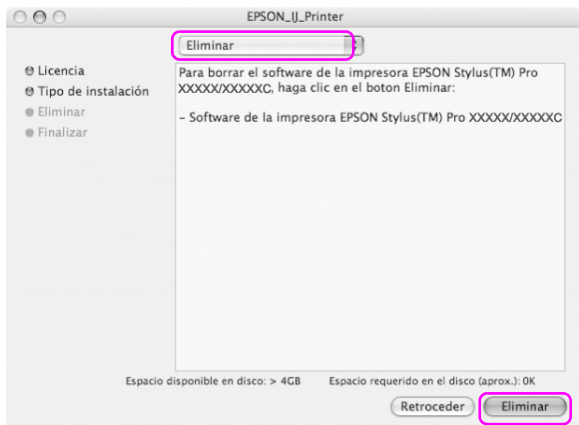 EPSON_IJ_Printer
Eliminar
Licencia
Tipo de instalación
Eliminar
Finalizar
Para borrar el software de la impresora EPSON Stylus(TM) Pro
XXXXX/XXXXXC, haga clic en el boton Eliminar:
– Software de la impresora EPSON Stylus(TM) Pro XXXXX/XXXXXC
Espacio disponible en disco: > 4GB Espacio requerido en el disco (aprox.): 0K
Retroceder Eliminar